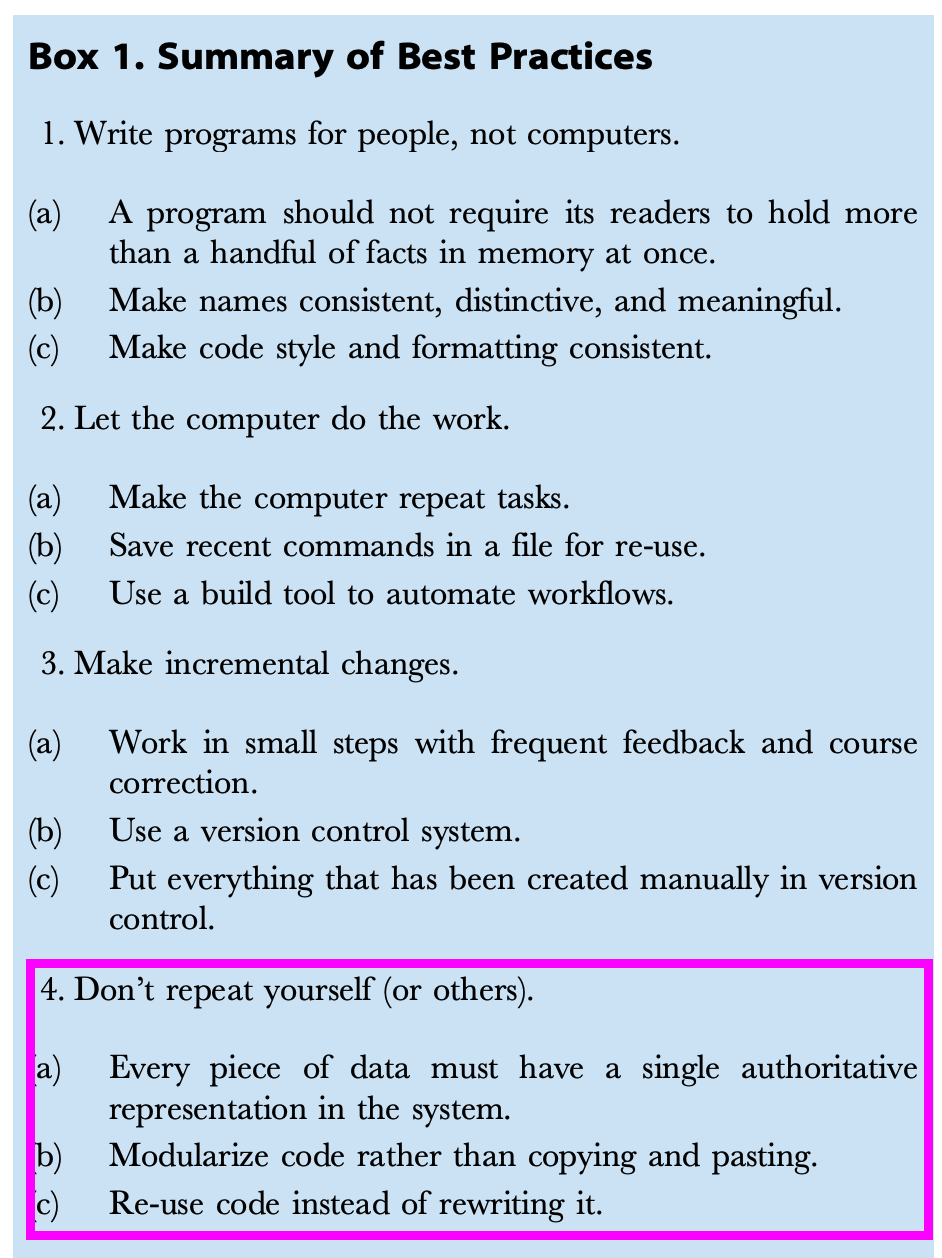 Box 1. Summary of Best Practices
1. Write programs for people, not computers.
(a) A program should not require its readers to hold more
than a handful of facts in memory at once.
(b) Make names consistent, distinctive, and meaningful.
(c) Make code style and formatting consistent.
2. Let the computer do the work.
(a) Make the computer repeat tasks.
(b) Save recent commands in a file for re-use.
(c) Use a build tool to automate workflows.
3. Make incremental changes.
(a) Work in small steps with frequent feedback and course
correction.
(b) Use a version control system.
(c) Put everything that has been created manually in version
control.
4. Don’t repeat yourself (or others).
(a) Every piece of data must have a single authoritative
representation in the system.
(b) Modularize code rather than copying and pasting.
(c) Re-use code instead of rewriting it.